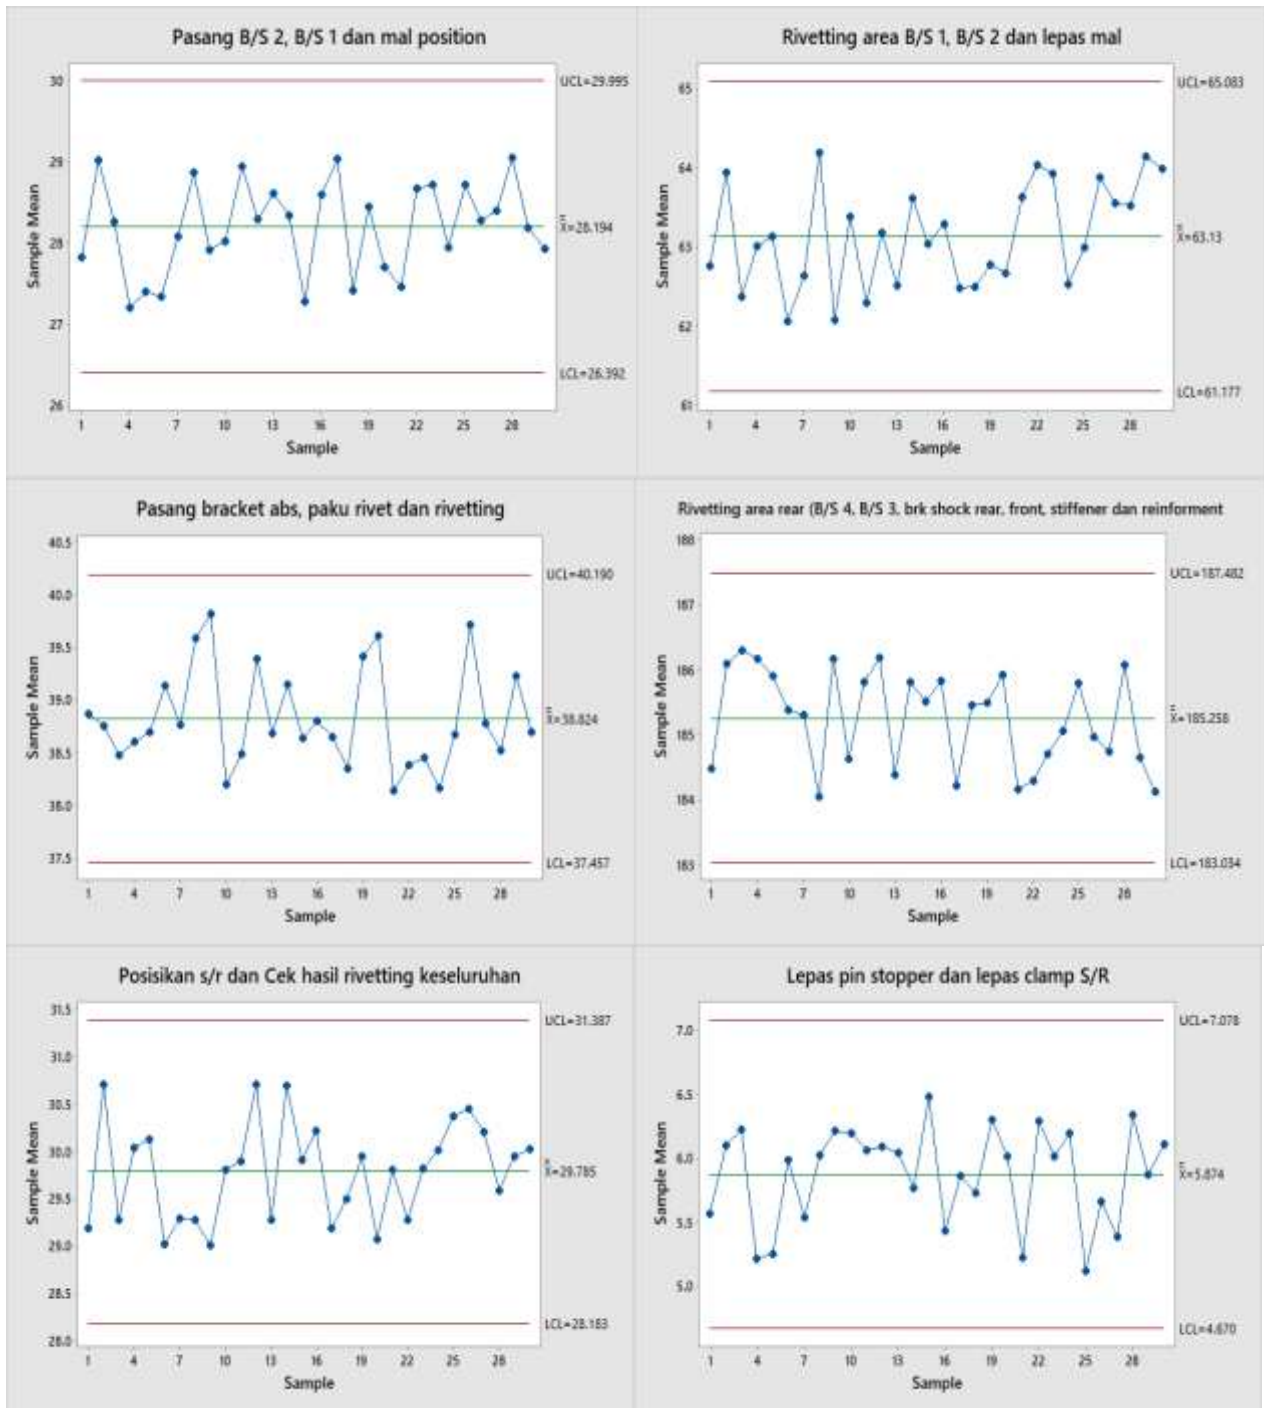 Pasang B/S 2, B/S 1 dan mal position
Sample Mean
30
29
28
27
26
UCL=29.995
X=28.194
LCL=26.392
1 4 7 10 13 16 19 22 25 28
Sample
Rivetting area B/S 1, B/S 2 dan lepas mal
Sample Mean
65
64
63
62
61
UCL=65.083
X=63.13
LCL=61.177
1 4 7 10 13 16 19 22 25 28
Sample
Pasang bracket abs, paku rivet dan rivetting
Sample Mean
40.5
40.0
39.5
39.0
38.5
38.0
37.5
UCL=40.190
X=38.824
LCL=37.457
1 4 7 10 13 16 19 22 25 28
Sample
Rivetting area rear (B/S 4, B/S 3, brk shock rear, front, stiffener dan reinforment
Sample Mean
188
187
186
185
184
183
UCL=187.482
X=185.258
LCL=183.034
1 4 7 10 13 16 19 22 25 28
Sample
Posisikan s/r dan Cek hasil rivetting keseluruhan
Sample Mean
31.5
31.0
30.5
30.0
29.5
29.0
28.5
28.0
UCL=31.387
X=29.785
LCL=28.183
1 4 7 10 13 16 19 22 25 28
Sample
Lepas pin stopper dan lepas clamp S/R
Sample Mean
7.0
6.5
6.0
5.5
5.0
UCL=7.078
X=5.874
LCL=4.670
1 4 7 10 13 16 19 22 25 28
Sample